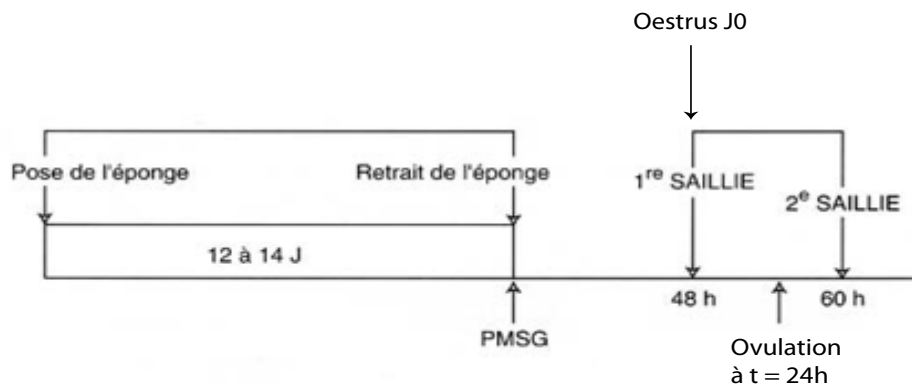 Oestrus J0
Pose de l'éponge
Retrait de l'éponge
1re SAILLIE
2e SAILLIE
12 à 14 J
48 h
60 h
PMSG
Ovulation
à t = 24h